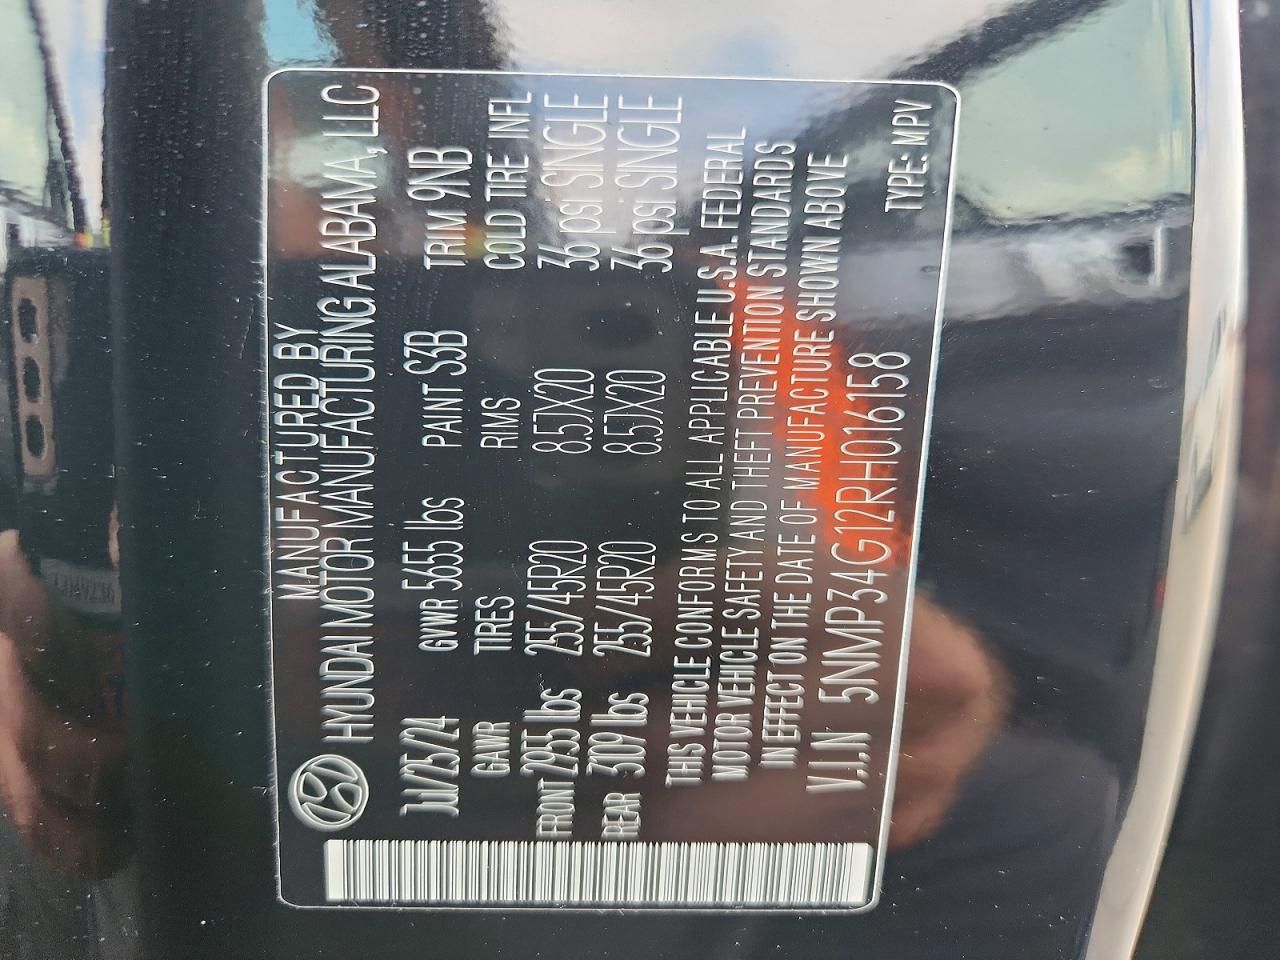 MANUFACTURED BY
HYUNDAI MOTOR MANUFACTURING ALABAMA, LLC
Jul/25/24 GVWR 5655 lbs PAINT S3B TRIM 9NB
GAWR TIRES RIMS COLD TIRE INFL
FRONT 2955 lbs 255/45R20 8.5JX20 36 psi SINGLE
REAR 3109 lbs 255/45R20 8.5JX20 36 psi SINGLE
THIS VEHICLE CONFORMS TO ALL APPLICABLE U.S.A. FEDERAL
MOTOR VEHICLE SAFETY AND THEFT PREVENTION STANDARDS
IN EFFECT ON THE DATE OF MANUFACTURE SHOWN ABOVE
V.I.N 5NMP34G12RH016158
TYPE: MPV